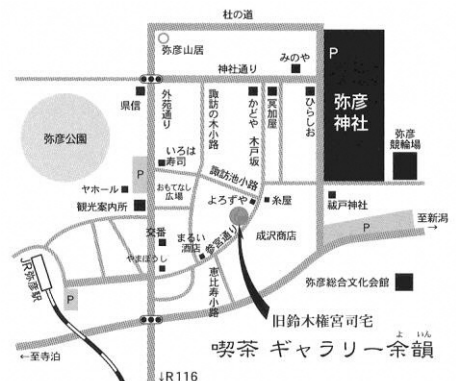 杜の道
弥彦山居
みのや
神社通り
P
県信
外苑通り
諏訪の木小路
かどや
木戸坂
冥加屋
ひらしお
弥彦
神社
弥彦
競輪場
弥彦公園
いろは
寿司
諏訪池小路
P
ヤホール
おもてなし
広場
よろずや
糸屋
祓戸神社
観光案内所
至新潟
→
交番
まるい
酒店
参宮通り
成沢商店
P
やまぼうし
恵比寿小路
JR弥彦駅
P
弥彦総合文化会館
旧鈴木権宮司宅
よ いん
喫茶 ギャラリー余韻
←至寺泊
↓R116